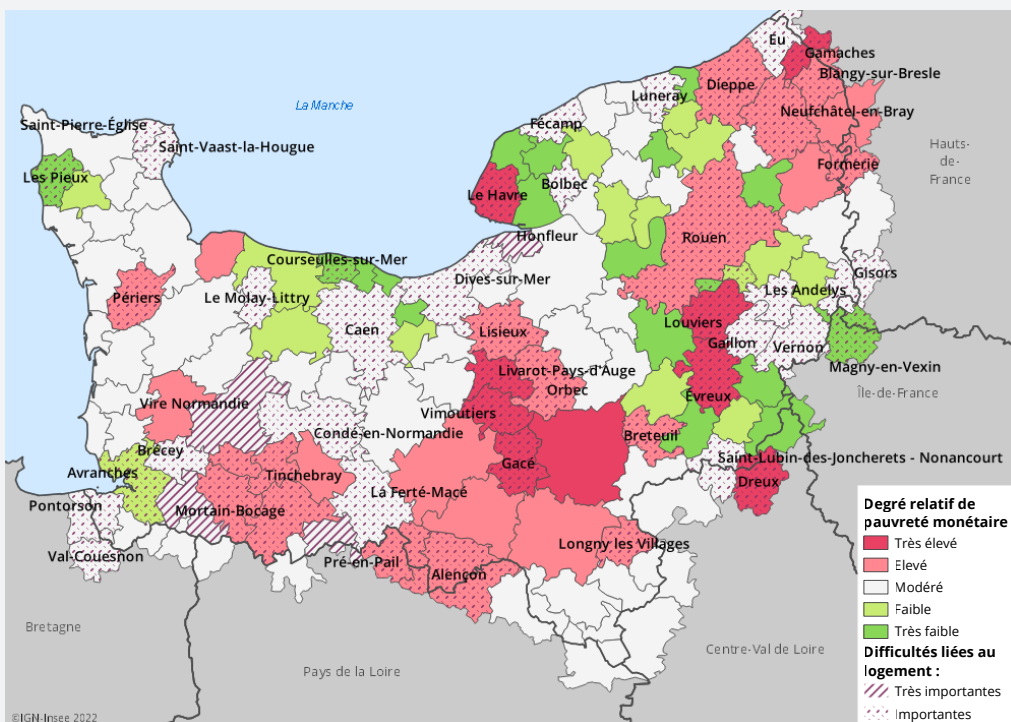 Eu
Gamaches
Blangy-sur-Bresle
Dieppe
Luneray
Neufchâtel-en-Bray
La Manche
Fécamp
Saint-Pierre-Église
Saint-Vaast-la-Hougue
Hauts-
de-
France
Formerie
Les Pieux
Bolbec
Le Havre
Honfleur
Rouen
Courseulles-sur-Mer
Dives-sur-Mer
Gisors
Périers
Le Molay-Littry
Les Andelys
Caen
Lisieux
Louviers
Gaillon
Vernon
Magny-en-Vexin
Livarot-Pays-d'Auge
Orbec
Île-de-France
Évreux
Vire Normandie
Vimoutiers
Condé-en-Normandie
Breteuil
Brécey
Saint-Lubin-des-Joncherets - Nonancourt
Avranches
Tinchebray
Gacé
Dreux
La Ferté-Macé
Pontorson
Mortain-Bocage
Longny les Villages
Val-Couesnon
Pré-en-Pail
Alençon
Bretagne
Pays de la Loire
Centre-Val de Loire
©IGN-Insee 2022
Degré relatif de
pauvreté monétaire
Très élevé
Elevé
Modéré
Faible
Très faible
Difficultés liées au
logement :
Très importantes
Importantes